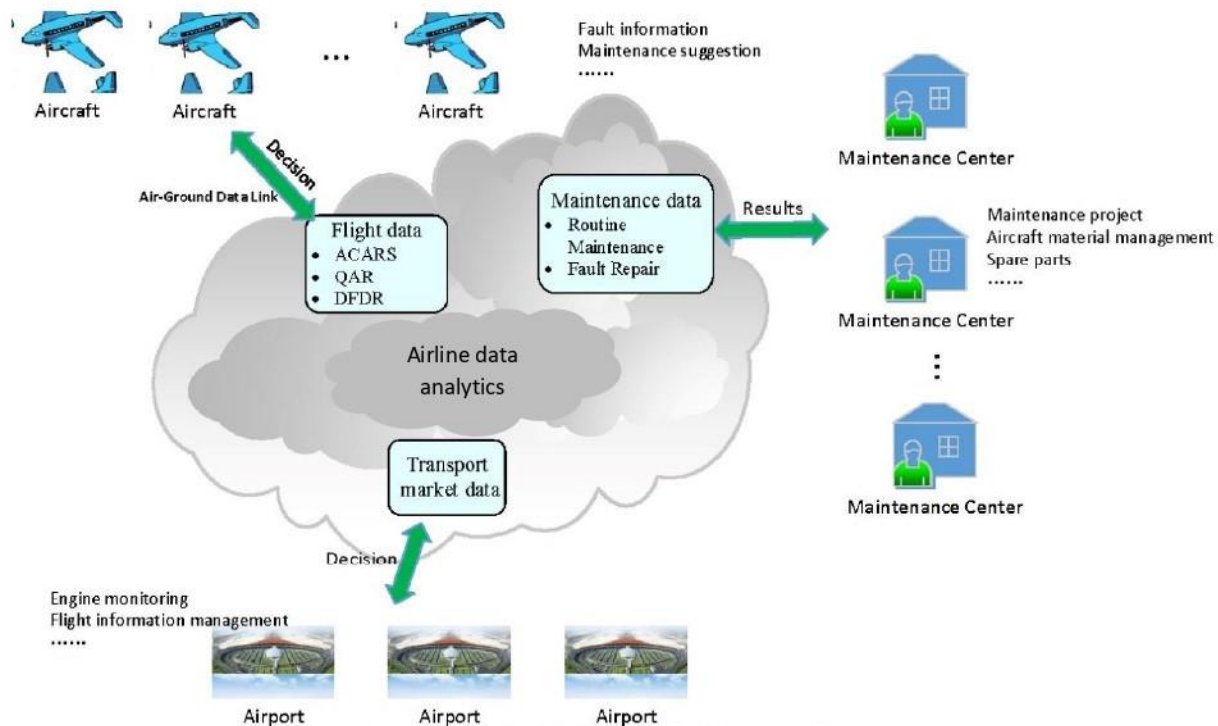 Fault information
Maintenance suggestion
......
...
Aircraft
Aircraft
Aircraft
Decision
Air-Ground Data Link
Flight data
• ACARS
• QAR
• DFDR
Maintenance data
• Routine
Maintenance
• Fault Repair
Results
Maintenance Center
Maintenance project
Aircraft material management
Spare parts
......
Maintenance Center
⋮
Maintenance Center
Airline data
analytics
Transport
market data
Decision
Engine monitoring
Flight information management
......
Airport
Airport
Airport